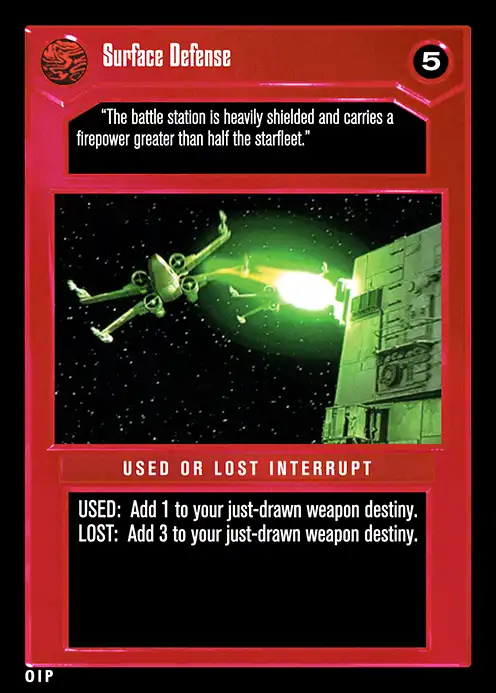 Surface Defense
5
“The battle station is heavily shielded and carries a
firepower greater than half the starfleet.”
USED OR LOST INTERRUPT
USED: Add 1 to your just-drawn weapon destiny.
LOST: Add 3 to your just-drawn weapon destiny.
OIP